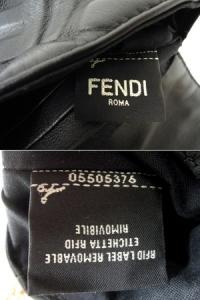 FENDI
ROMA
05505376
RFID LABEL REMOVABLE
ETICHETTA RFID
RIMOVIBILE